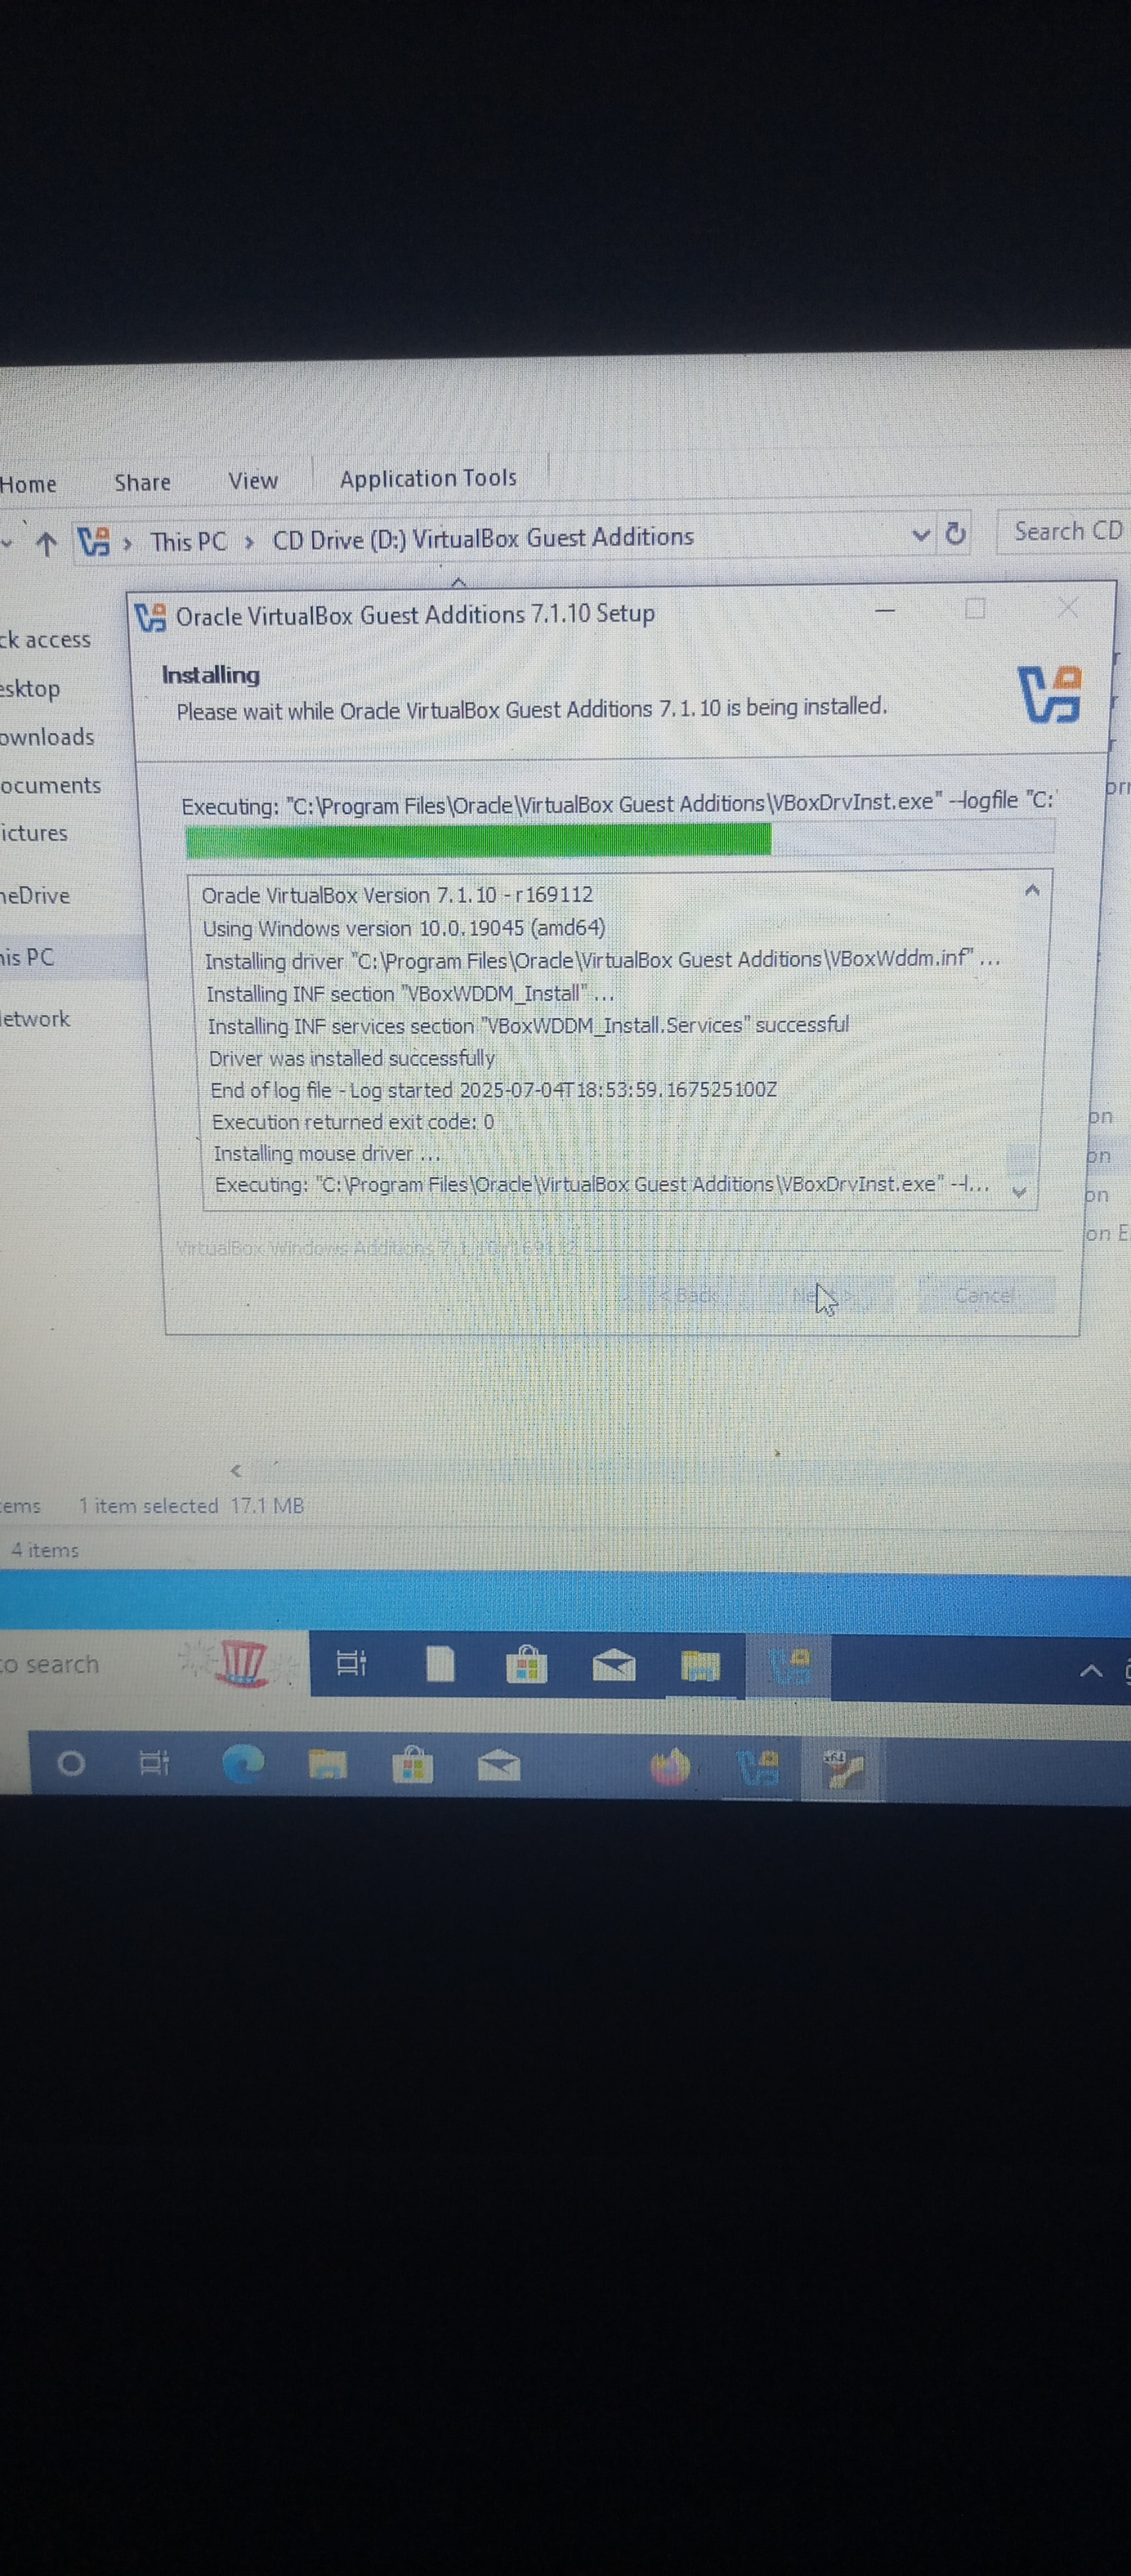 Home Share View Application Tools
This PC > CD Drive (D:) VirtualBox Guest Additions
Search CD
Oracle VirtualBox Guest Additions 7.1.10 Setup
Installing
Please wait while Oracle VirtualBox Guest Additions 7.1.10 is being installed.
Executing: "C:\Program Files\Oracle\VirtualBox Guest Additions\VBoxDrvInst.exe" --logfile "C:
Oracle VirtualBox Version 7.1.10 - r169112
Using Windows version 10.0.19045 (amd64)
Installing driver "C:\Program Files\Oracle\VirtualBox Guest Additions\VBoxWddm.inf" ...
Installing INF section "VBoxWDDM_Install" ...
Installing INF services section "VBoxWDDM_Install.Services" successful
Driver was installed successfully
End of log file - Log started 2025-07-04T18:53:59.167525100Z
Execution returned exit code: 0
Installing mouse driver ...
Executing: "C:\Program Files\Oracle\VirtualBox Guest Additions\VBoxDrvInst.exe" --l...
VirtualBox Windows Additions 7.1.10 r169112
< Back Cancel
ck access
esktop
ownloads
ocuments
ictures
neDrive
his PC
etwork
on
on
on
on E
ems 1 item selected 17.1 MB
4 items
to search
x64